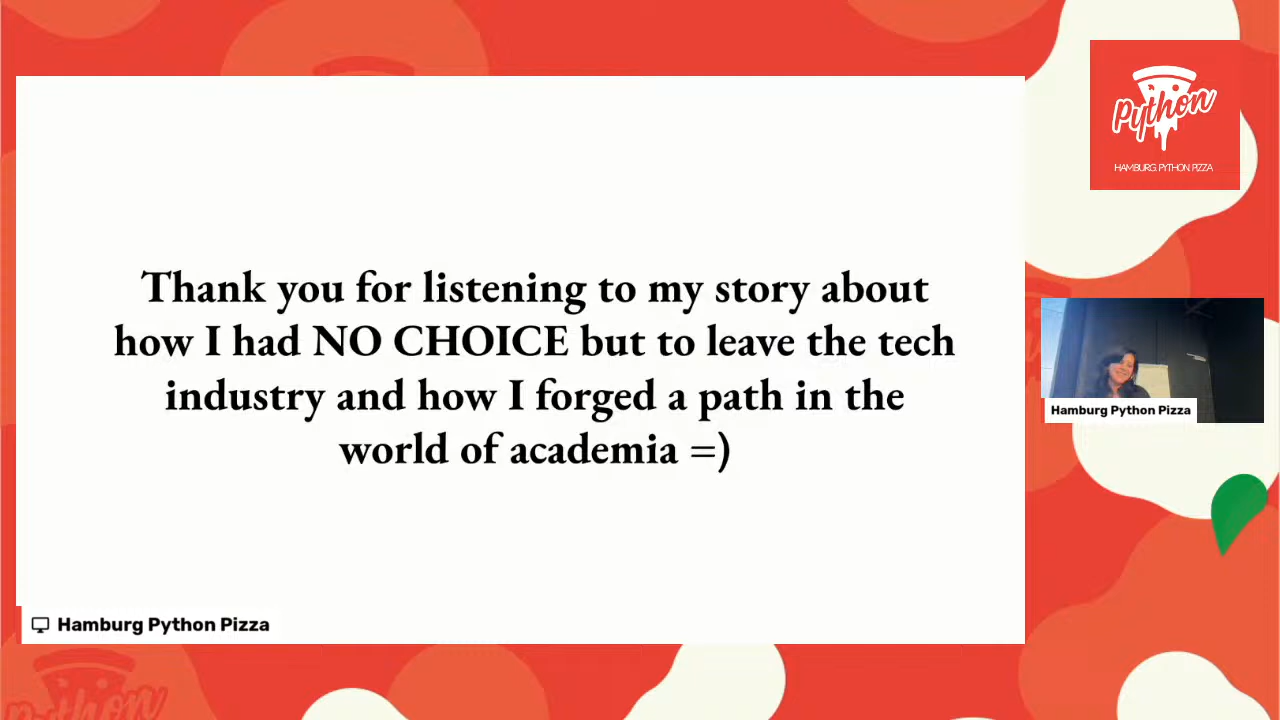 Thank you for listening to my story about
how I had NO CHOICE but to leave the tech
industry and how I forged a path in the
world of academia =)
Hamburg Python Pizza
Python
HAMBURG.PYTHON.PIZZA
Hamburg Python Pizza
Python